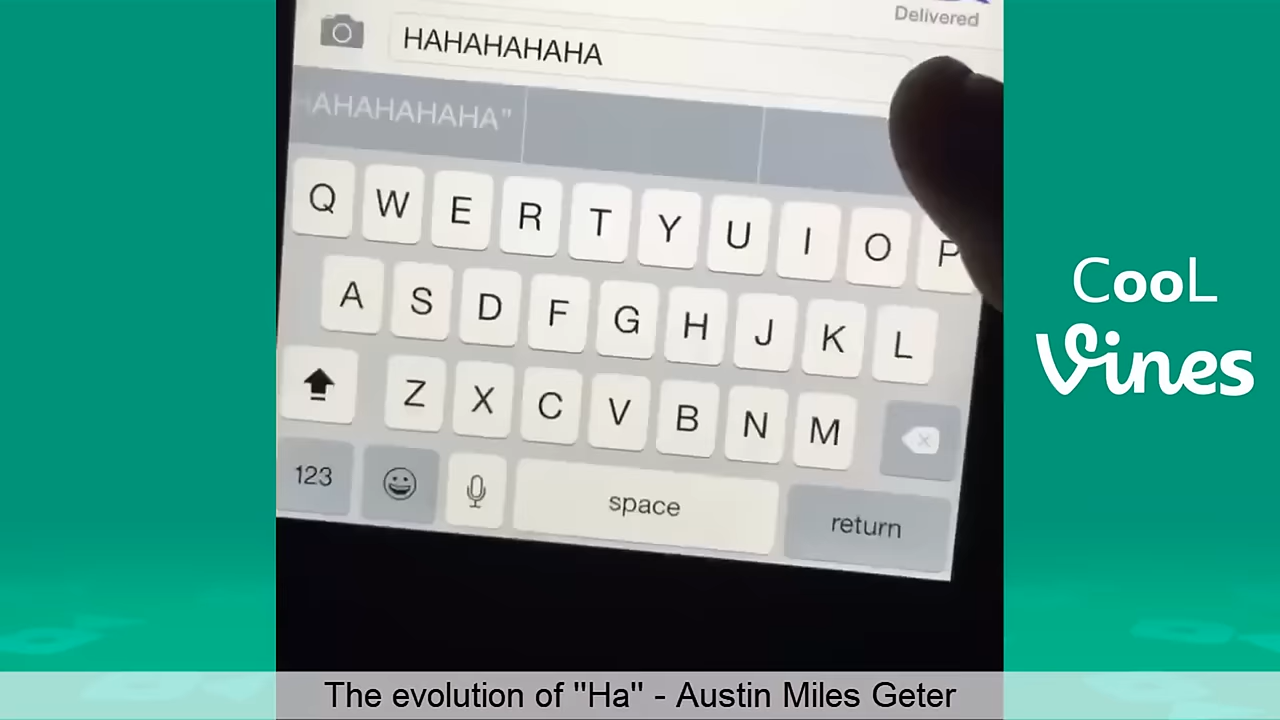 Delivered
HAHAHAHAHA
HAHAHAHAHA"
Q W E R T Y U I O P
A S D F G H J K L
Z X C V B N M
123 space return
CooL
Vines
The evolution of "Ha" - Austin Miles Geter